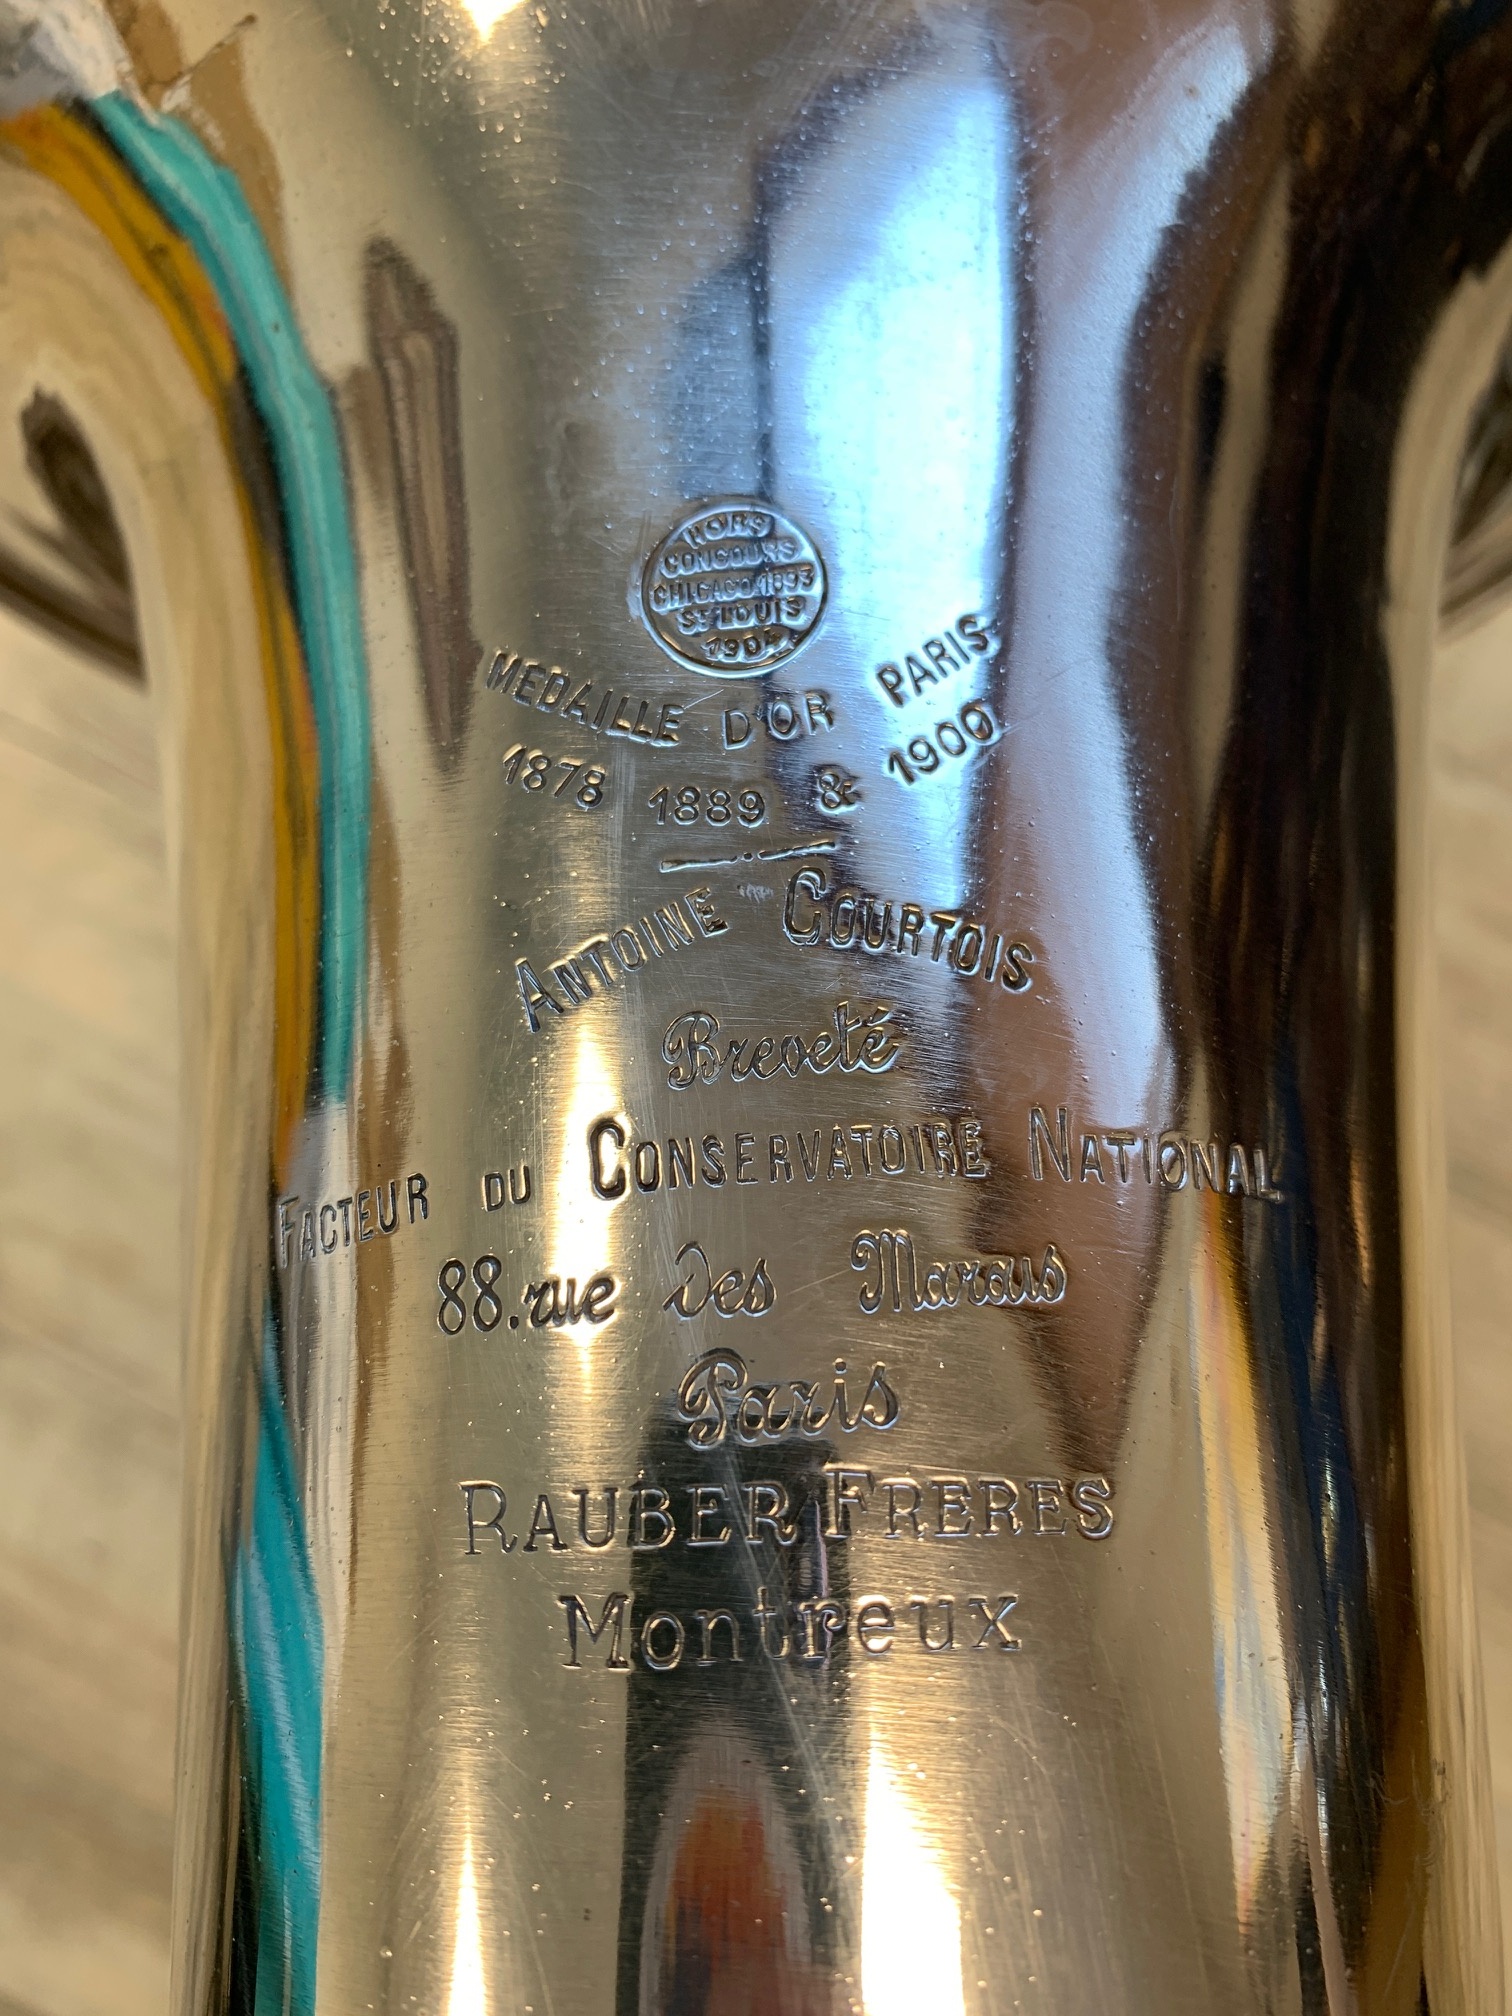 HORS
CONCOURS
CHICAGO.1893
ST LOUIS
1904
MEDAILLE D'OR PARIS
1878 1889 & 1900
ANTOINE COURTOIS
Breveté
FACTEUR DU CONSERVATOIRE NATIONAL
88.rue des Marais
Paris
RAUBER FRERES
Montreux